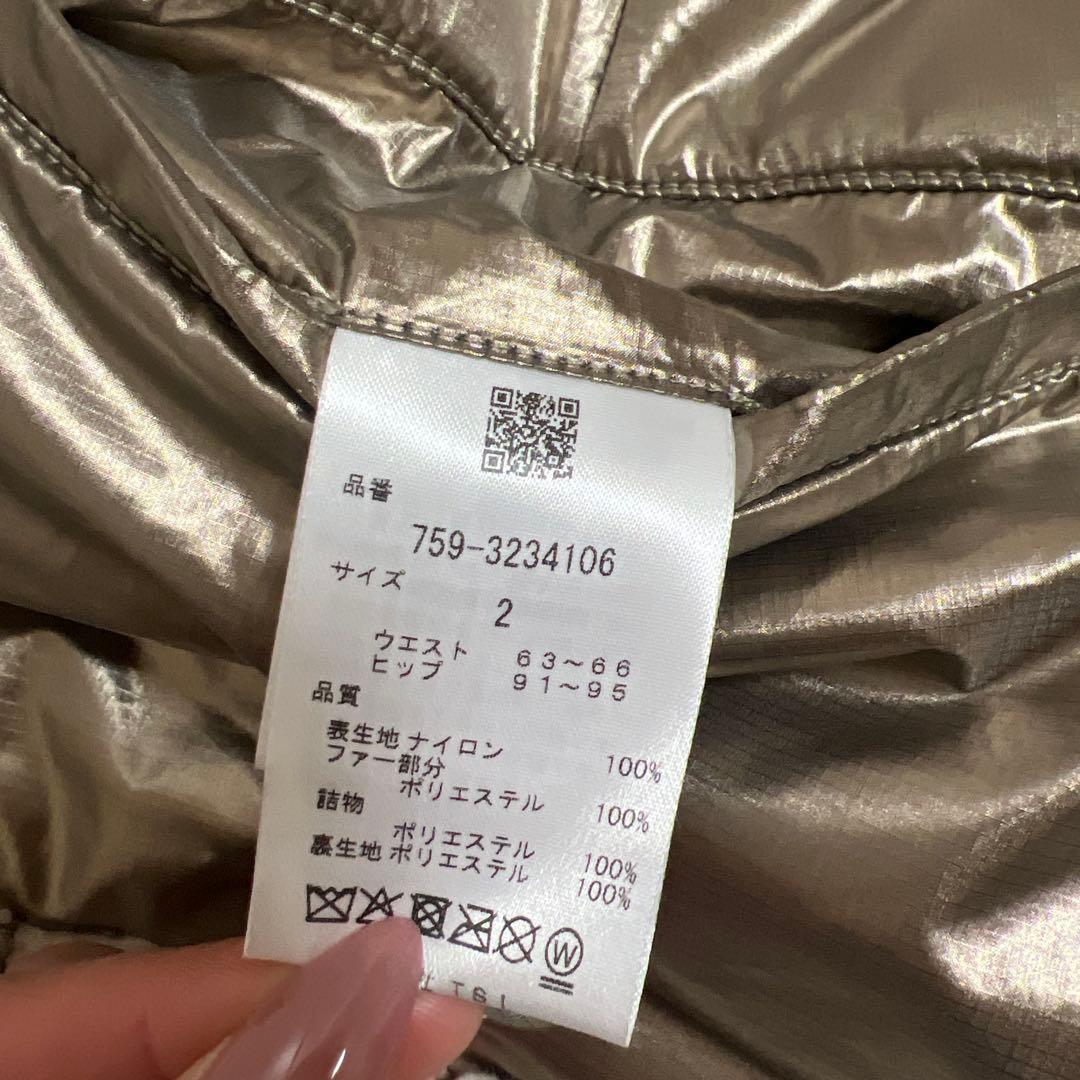 品番
759-3234106
サイズ
2
ウエスト 63～66
ヒップ 91～95
品質
表生地 ナイロン 100%
ファー部分
ポリエステル 100%
詰物
ポリエステル 100%
裏生地 ポリエステル 100%
W